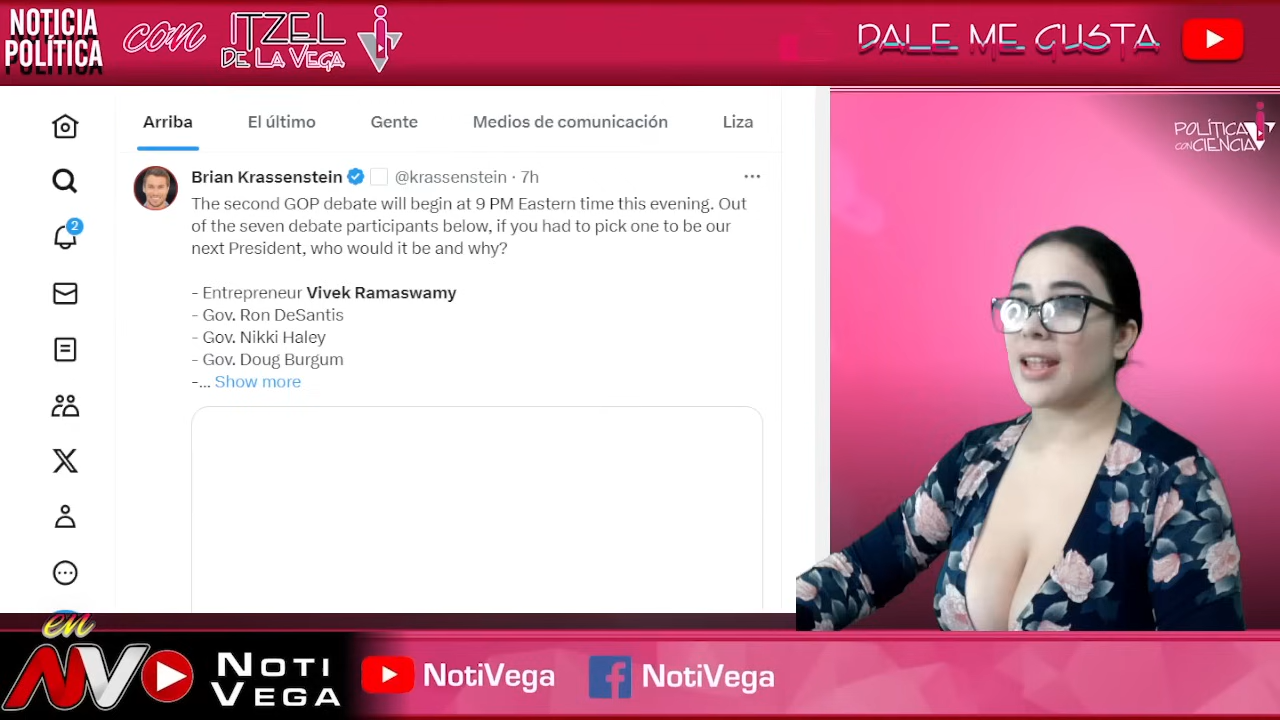 NOTICIA
POLÍTICA
con
ITZEL
DE LA VEGA
DALE ME GUSTA
Arriba
El último
Gente
Medios de comunicación
Liza
2
Brian Krassenstein @krassenstein · 7h
The second GOP debate will begin at 9 PM Eastern time this evening. Out
of the seven debate participants below, if you had to pick one to be our
next President, who would it be and why?
- Entrepreneur Vivek Ramaswamy
- Gov. Ron DeSantis
- Gov. Nikki Haley
- Gov. Doug Burgum
-... Show more
POLÍTICA
CON CIENCIA
en
NV
NOTI
VEGA
NotiVega
NotiVega